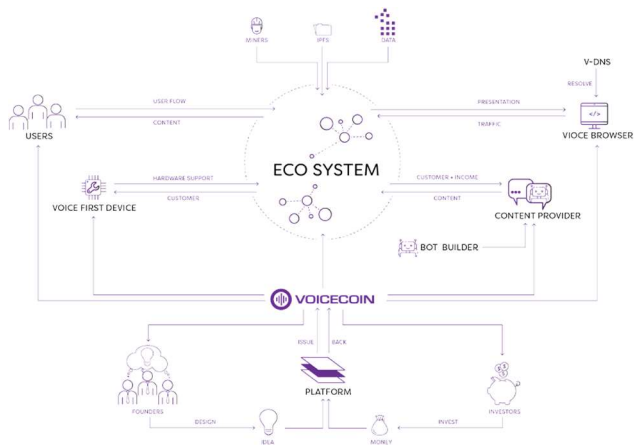 MINERS
IPFS
DATA
V-DNS
RESOLVE
USER FLOW
PRESENTATION
</>
CONTENT
TRAFFIC
USERS
VIOCE BROWSER
ECO SYSTEM
HARDWARE SUPPORT
CUSTOMER + INCOME
CUSTOMER
CONTENT
VOICE FIRST DEVICE
CONTENT PROVIDER
BOT BUILDER
VOICECOIN
ISSUE
BACK
PLATFORM
FOUNDERS
INVESTORS
DESIGN
INVEST
IDEA
MONEY